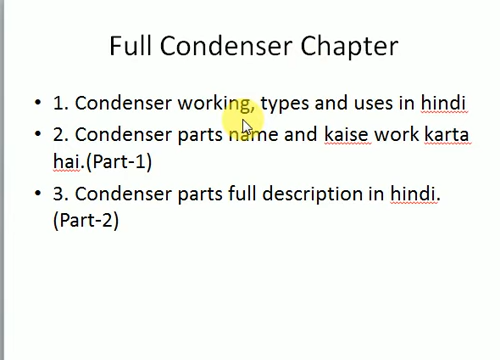 Full Condenser Chapter
• 1. Condenser working, types and uses in hindi
• 2. Condenser parts name and kaise work karta
hai.(Part-1)
• 3. Condenser parts full description in hindi.
(Part-2)